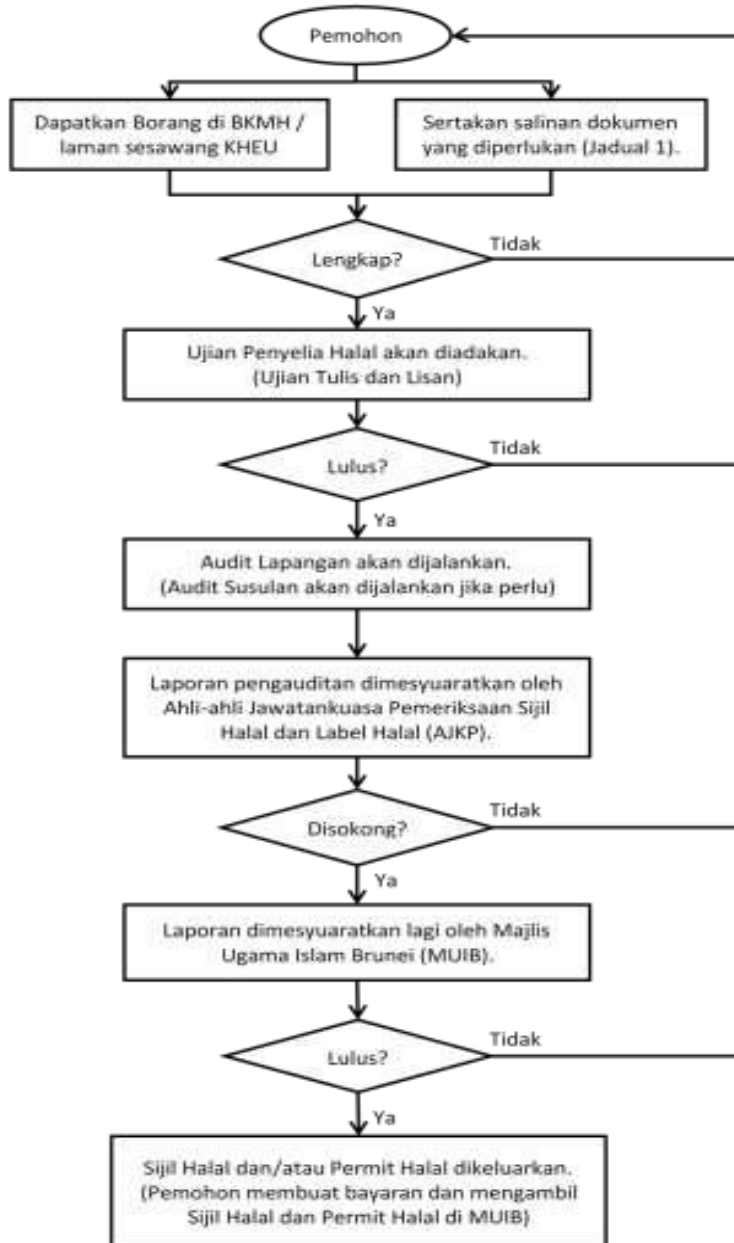 Pemohon
Dapatkan Borang di BKMH /
laman sesawang KHEU
Sertakan salinan dokumen
yang diperlukan (Jadual 1).
Lengkap?
Tidak
Ya
Ujian Penyelia Halal akan diadakan.
(Ujian Tulis dan Lisan)
Lulus?
Tidak
Ya
Audit Lapangan akan dijalankan.
(Audit Susulan akan dijalankan jika perlu)
Laporan pengauditan dimesyuaratkan oleh
Ahli-ahli Jawatankuasa Pemeriksaan Sijil
Halal dan Label Halal (AJKP).
Disokong?
Tidak
Ya
Laporan dimesyuaratkan lagi oleh Majlis
Ugama Islam Brunei (MUIB).
Lulus?
Tidak
Ya
Sijil Halal dan/atau Permit Halal dikeluarkan.
(Pemohon membuat bayaran dan mengambil
Sijil Halal dan Permit Halal di MUIB)